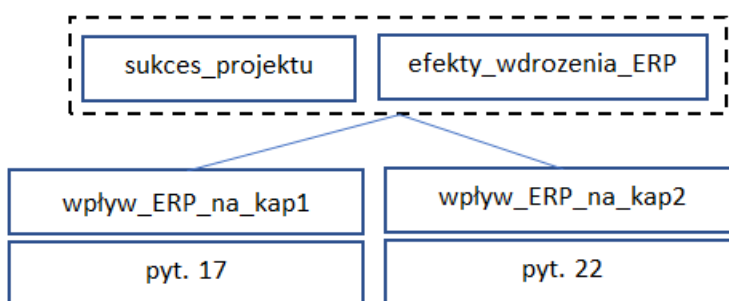 sukces_projektu
efekty_wdrozenia_ERP
wpływ_ERP_na_kap1
wpływ_ERP_na_kap2
pyt. 17
pyt. 22